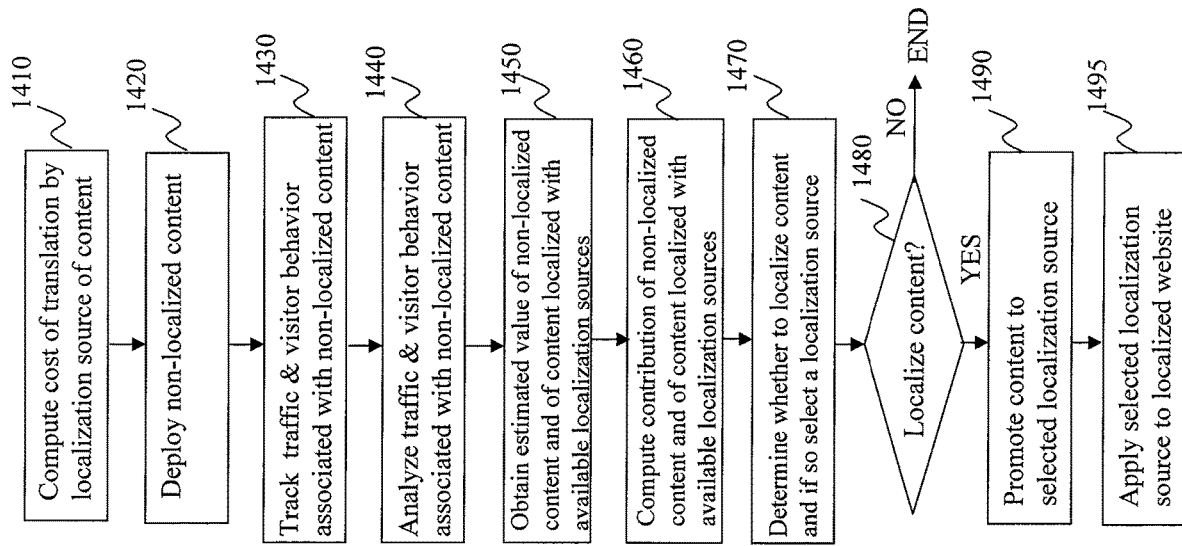 1410
Compute cost of translation by
localization source of content
1420
Deploy non-localized content
1430
Track traffic & visitor behavior
associated with non-localized content
1440
Analyze traffic & visitor behavior
associated with non-localized content
1450
Obtain estimated value of non-localized
content and of content localized with
available localization sources
1460
Compute contribution of non-localized
content and of content localized with
available localization sources
1470
Determine whether to localize content
and if so select a localization source
1480
Localize content?
NO
END
YES
1490
Promote content to
selected localization source
1495
Apply selected localization
source to localized website